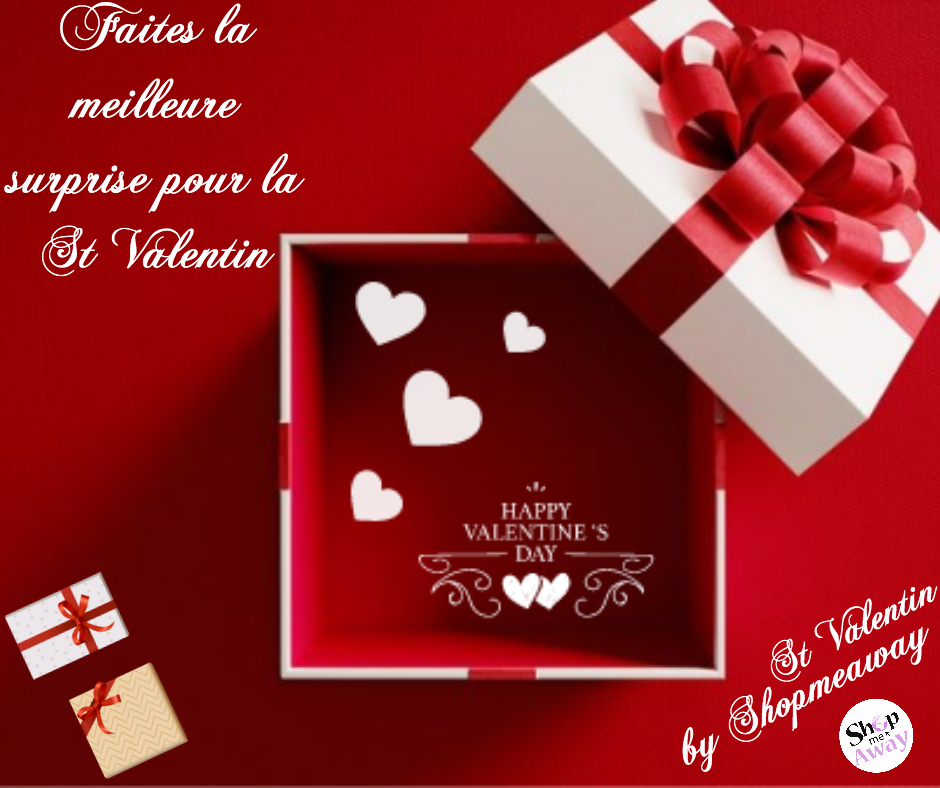 Faites la
meilleure
surprise pour la
St Valentin
HAPPY
VALENTINE 'S
DAY
St Valentin
by Shopmeaway
Shop
me
Away